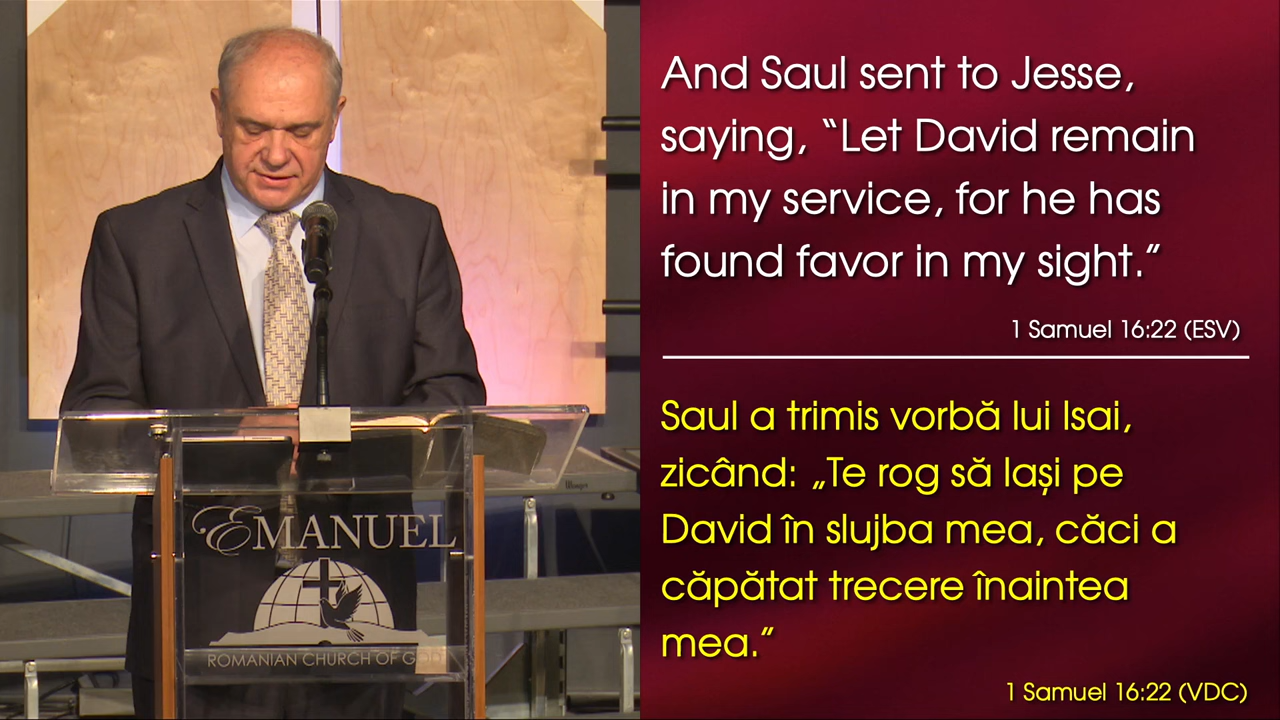 And Saul sent to Jesse,
saying, “Let David remain
in my service, for he has
found favor in my sight.”
1 Samuel 16:22 (ESV)
Saul a trimis vorbă lui Isai,
zicând: „Te rog să lași pe
David în slujba mea, căci a
căpătat trecere înaintea
mea.”
1 Samuel 16:22 (VDC)
EMANUEL
ROMANIAN CHURCH OF GOD